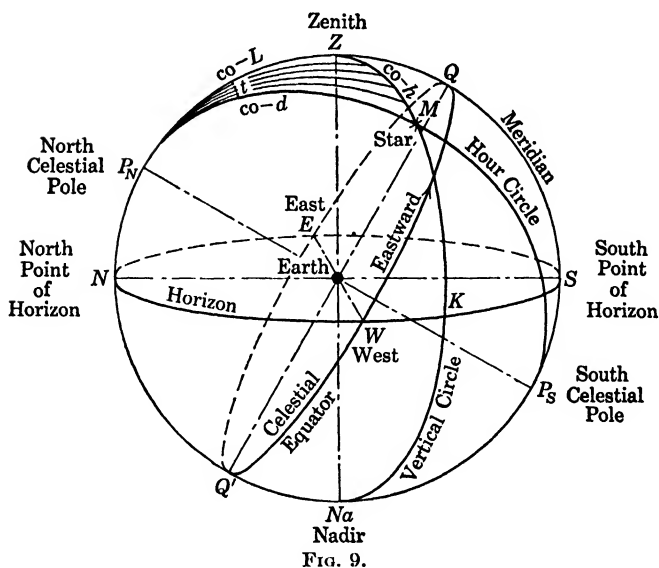 Zenith
Z
co-L
t
co-d
co-h
Q
M
Star
Meridian
Hour Circle
North
Celestial
Pole
P_N
East
E
Eastward
North
Point
of
Horizon
N
Earth
S
South
Point
of
Horizon
Horizon
K
W
West
P_S
South
Celestial
Pole
Celestial
Equator
Vertical Circle
Q'
Na
Nadir
FIG. 9.